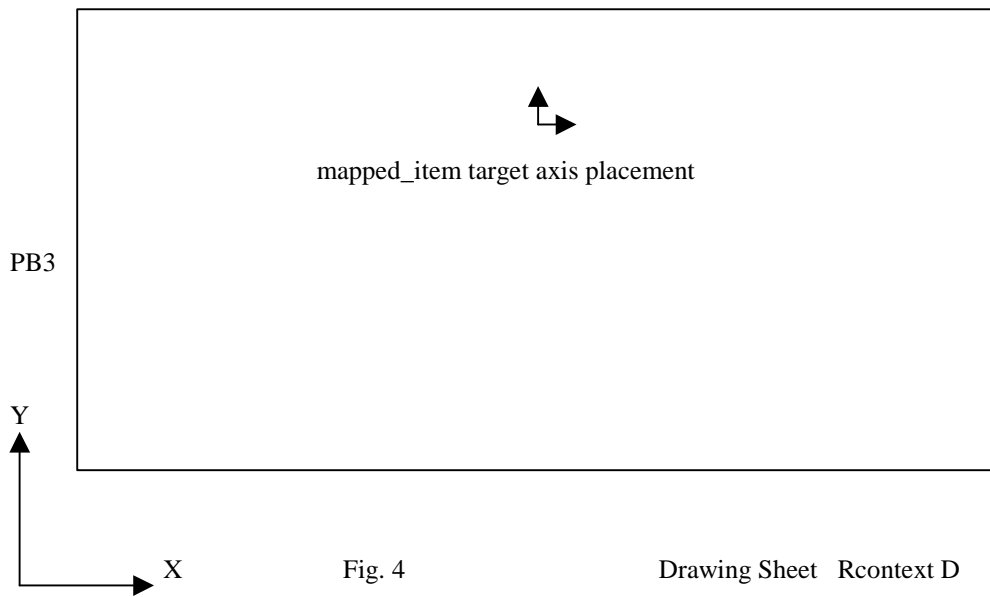 mapped_item target axis placement
PB3
Y
X Fig. 4 Drawing Sheet Rcontext D